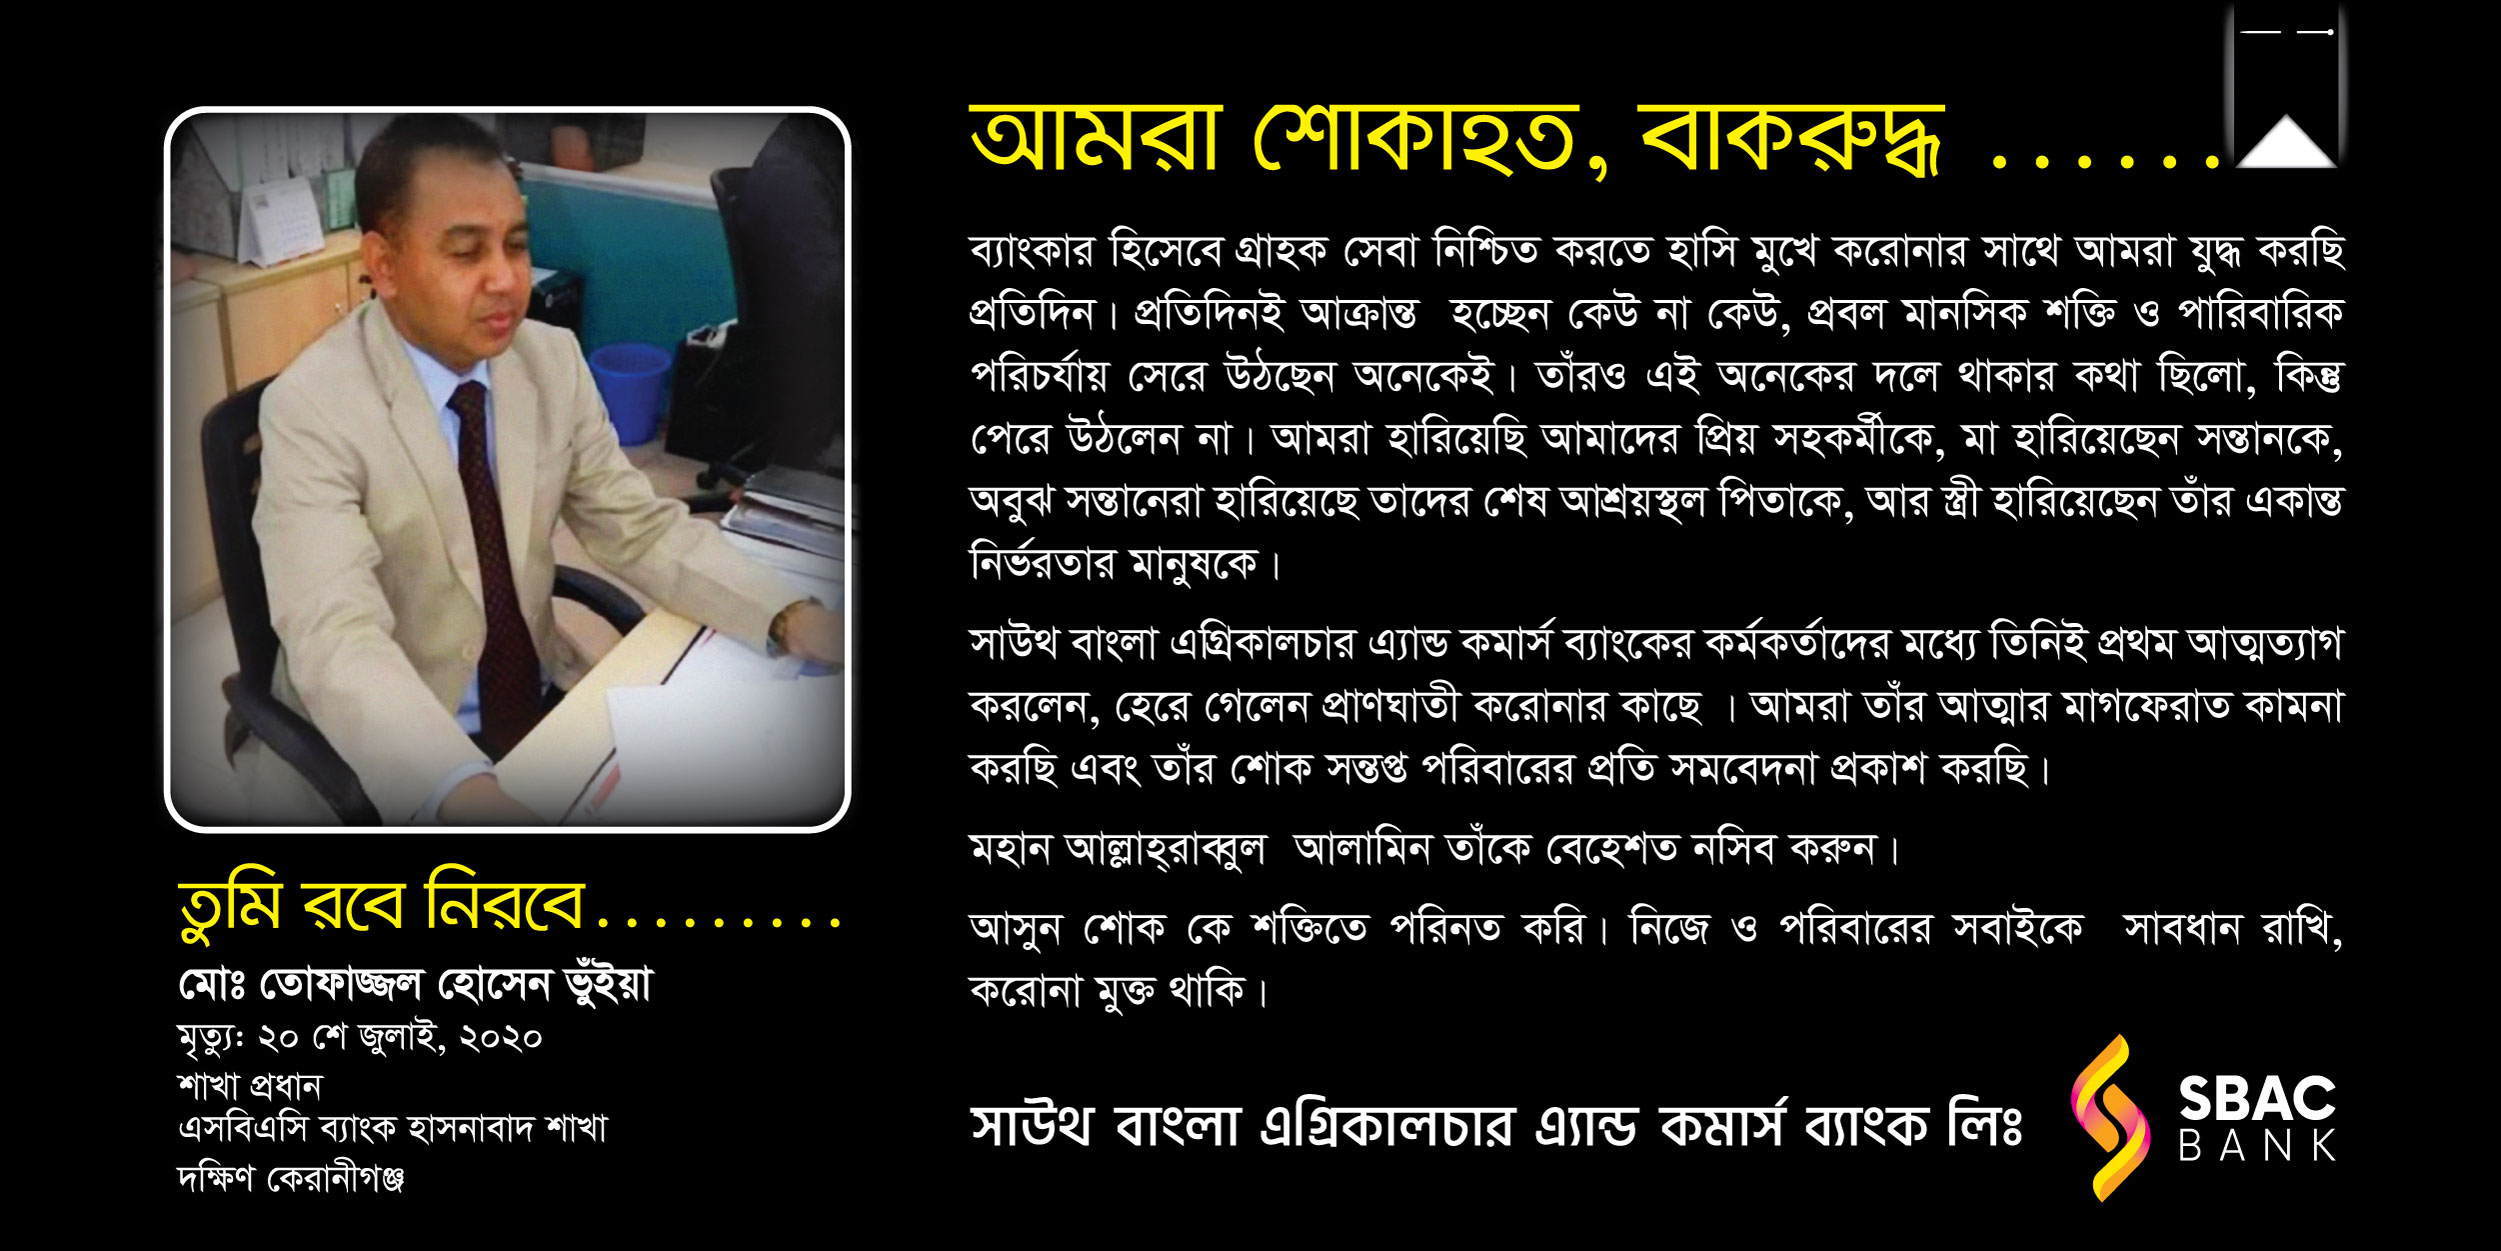 আমরা শোকাহত, বাকরুদ্ধ ......
ব্যাংকার হিসেবে গ্রাহক সেবা নিশ্চিত করতে হাসি মুখে করোনার সাথে আমরা যুদ্ধ করছি
প্রতিদিন। প্রতিদিনই আক্রান্ত হচ্ছেন কেউ না কেউ, প্রবল মানসিক শক্তি ও পারিবারিক
পরিচর্যায় সেরে উঠছেন অনেকেই। তাঁরও এই অনেকের দলে থাকার কথা ছিলো, কিন্তু
পেরে উঠলেন না। আমরা হারিয়েছি আমাদের প্রিয় সহকর্মীকে, মা হারিয়েছেন সন্তানকে,
অবুঝ সন্তানেরা হারিয়েছে তাদের শেষ আশ্রয়স্থল পিতাকে, আর স্ত্রী হারিয়েছেন তাঁর একান্ত
নির্ভরতার মানুষকে।
সাউথ বাংলা এগ্রিকালচার এ্যান্ড কমার্স ব্যাংকের কর্মকর্তাদের মধ্যে তিনিই প্রথম আত্মত্যাগ
করলেন, হেরে গেলেন প্রাণঘাতী করোনার কাছে । আমরা তাঁর আত্মার মাগফেরাত কামনা
করছি এবং তাঁর শোক সন্তপ্ত পরিবারের প্রতি সমবেদনা প্রকাশ করছি।
মহান আল্লাহ্‌রাব্বুল আলামিন তাঁকে বেহেশত নসিব করুন।
আসুন শোক কে শক্তিতে পরিনত করি। নিজে ও পরিবারের সবাইকে সাবধান রাখি,
করোনা মুক্ত থাকি।
তুমি রবে নিরবে.........
মোঃ তোফাজ্জল হোসেন ভুঁইয়া
মৃত্যু: ২০ শে জুলাই, ২০২০
শাখা প্রধান
এসবিএসি ব্যাংক হাসনাবাদ শাখা
দক্ষিণ কেরানীগঞ্জ
সাউথ বাংলা এগ্রিকালচার এ্যান্ড কমার্স ব্যাংক লিঃ
SBAC
BANK